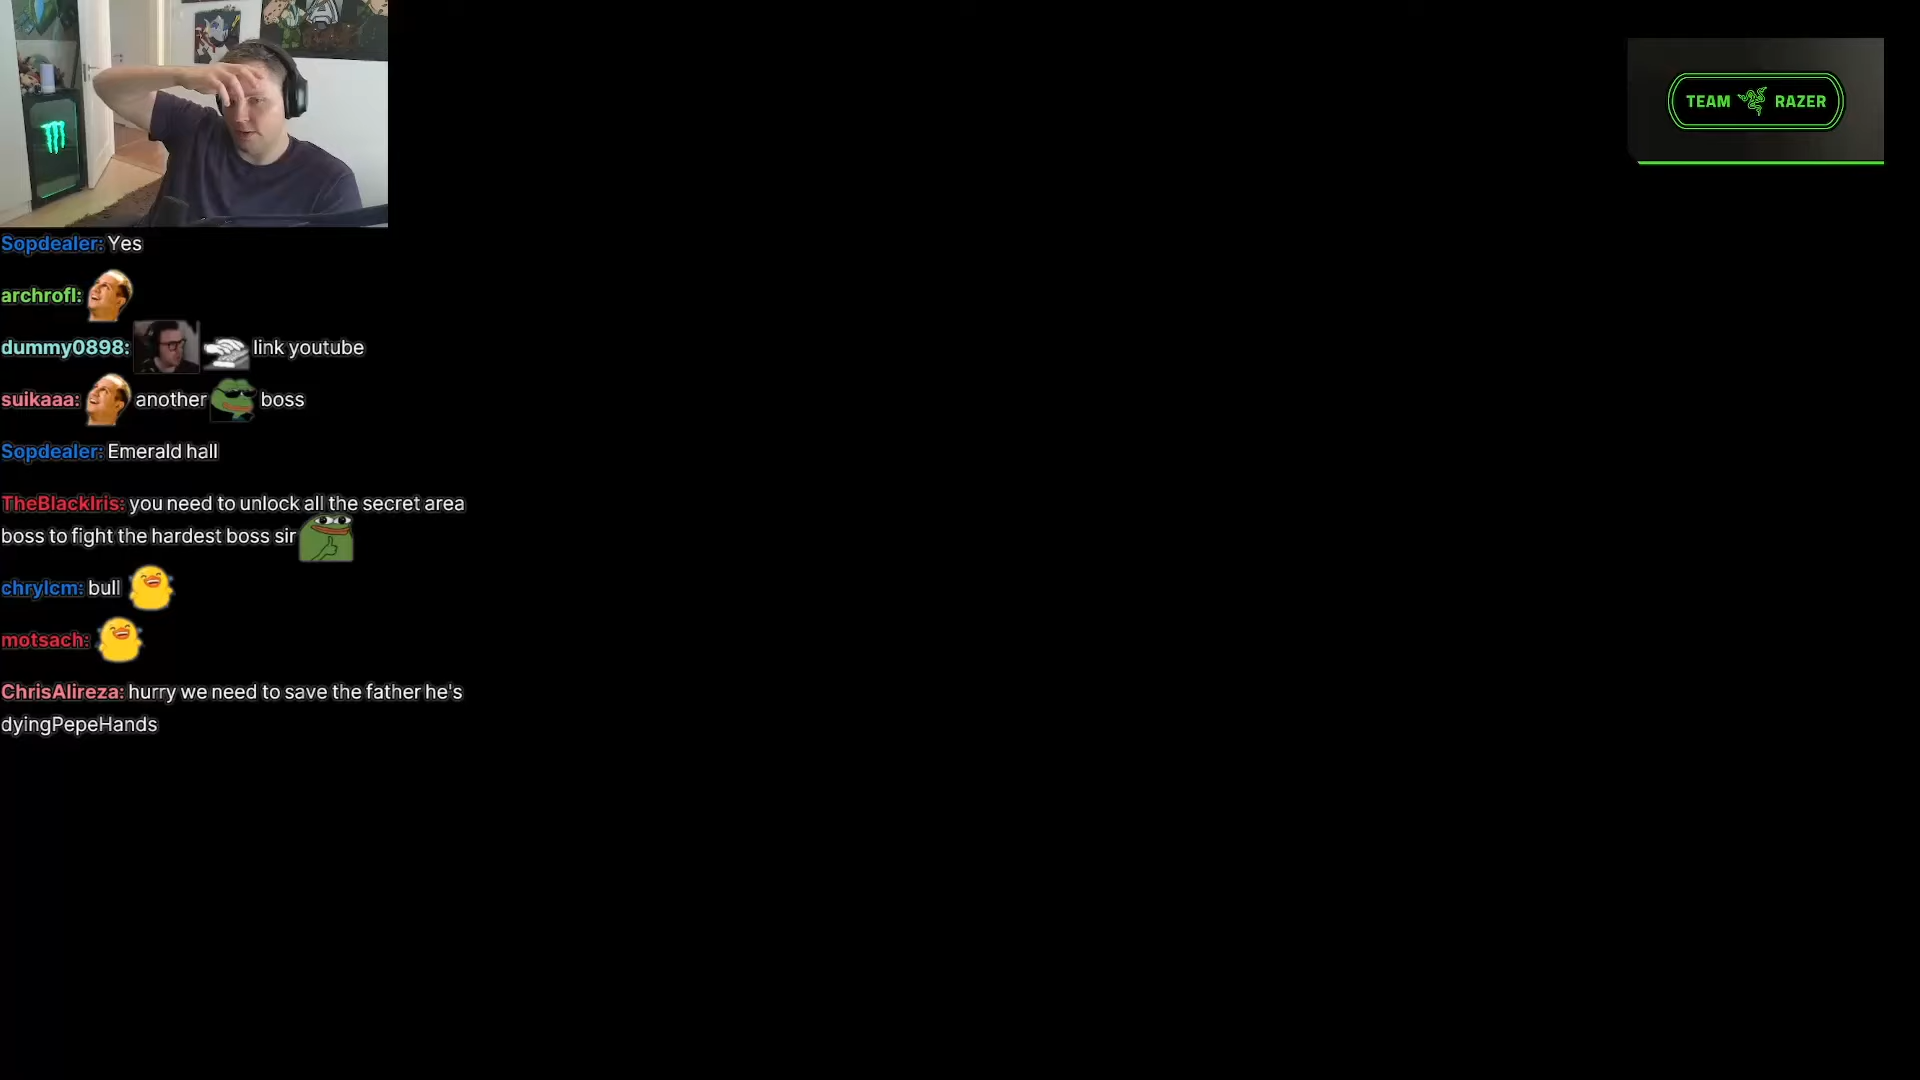 TEAM RAZER
Sopdealer: Yes
archrofl:
dummy0898: link youtube
suikaaa: another boss
Sopdealer: Emerald hall
TheBlackIris: you need to unlock all the secret area
boss to fight the hardest boss sir
chrylcm: bull
motsach:
ChrisAlireza: hurry we need to save the father he's
dyingPepeHands